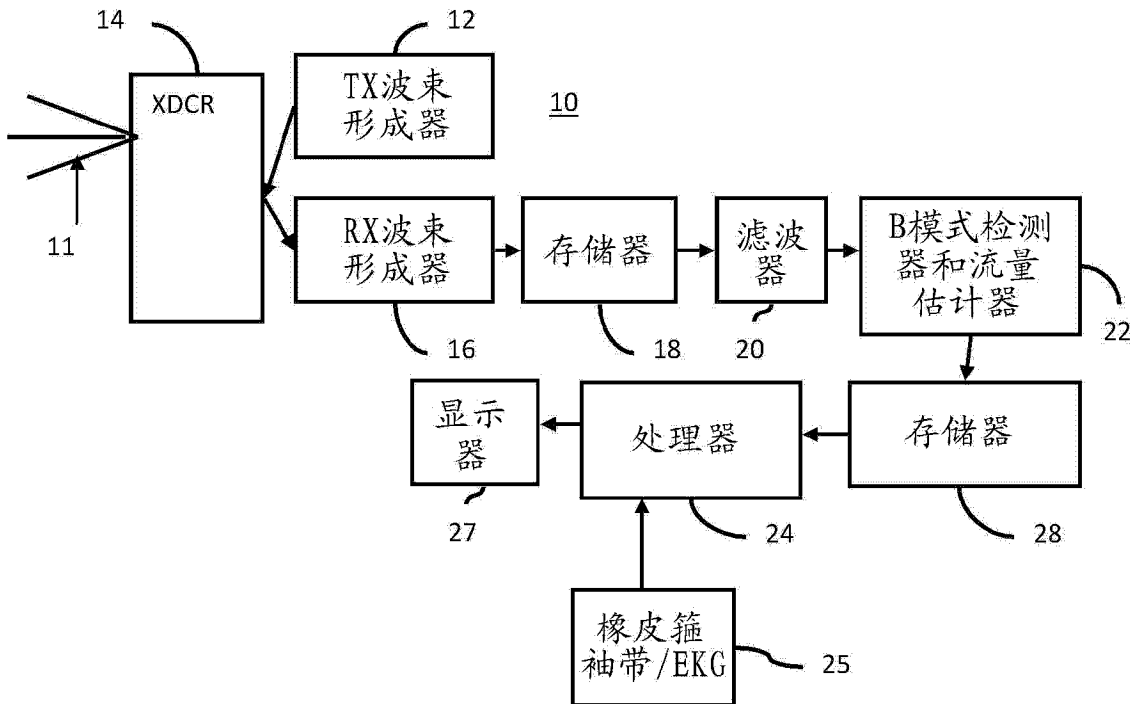 14
12
XDCR
TX波束
形成器
10
11
RX波束
形成器
存储器
滤波
器
B模式检测
器和流量
估计器
16
18
20
22
显示
器
处理器
存储器
27
24
28
橡皮箍
袖带/EKG
25